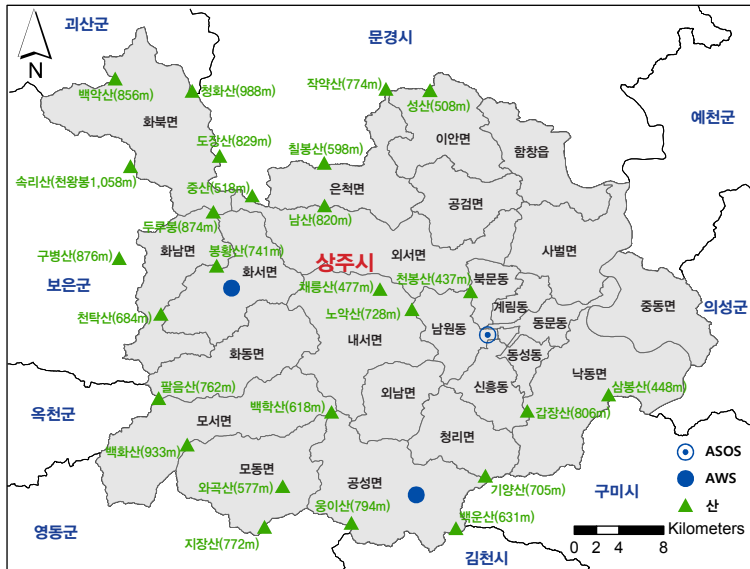 괴산군
문경시
N
백악산(856m)
청화산(988m)
작약산(774m)
성산(508m)
예천군
화북면
도장산(829m)
칠봉산(598m)
이안면
함창읍
속리산(천왕봉1,058m)
중산(518m)
은척면
공검면
두루봉
(874m)
남산(820m)
구병산(876m)
화남면
봉황산(741m)
화서면
상주시
외서면
사벌면
보은군
채릉산(477m)
천봉산(437m)
북문동
의성군
중동면
천탁산(684m)
노악산(728m)
계림동
남원동
동문동
내서면
화동면
동성동
팔음산(762m)
외남면
신흥동
낙동면
삼봉산(448m)
옥천군
모서면
백학산(618m)
갑장산(806m)
청리면
백화산(933m)
ASOS
모동면
공성면
와곡산(577m)
기양산(705m)
구미시
AWS
웅이산(794m)
산
영동군
지장산(772m)
백운산(631m)
Kilometers
김천시
0 2 4 8